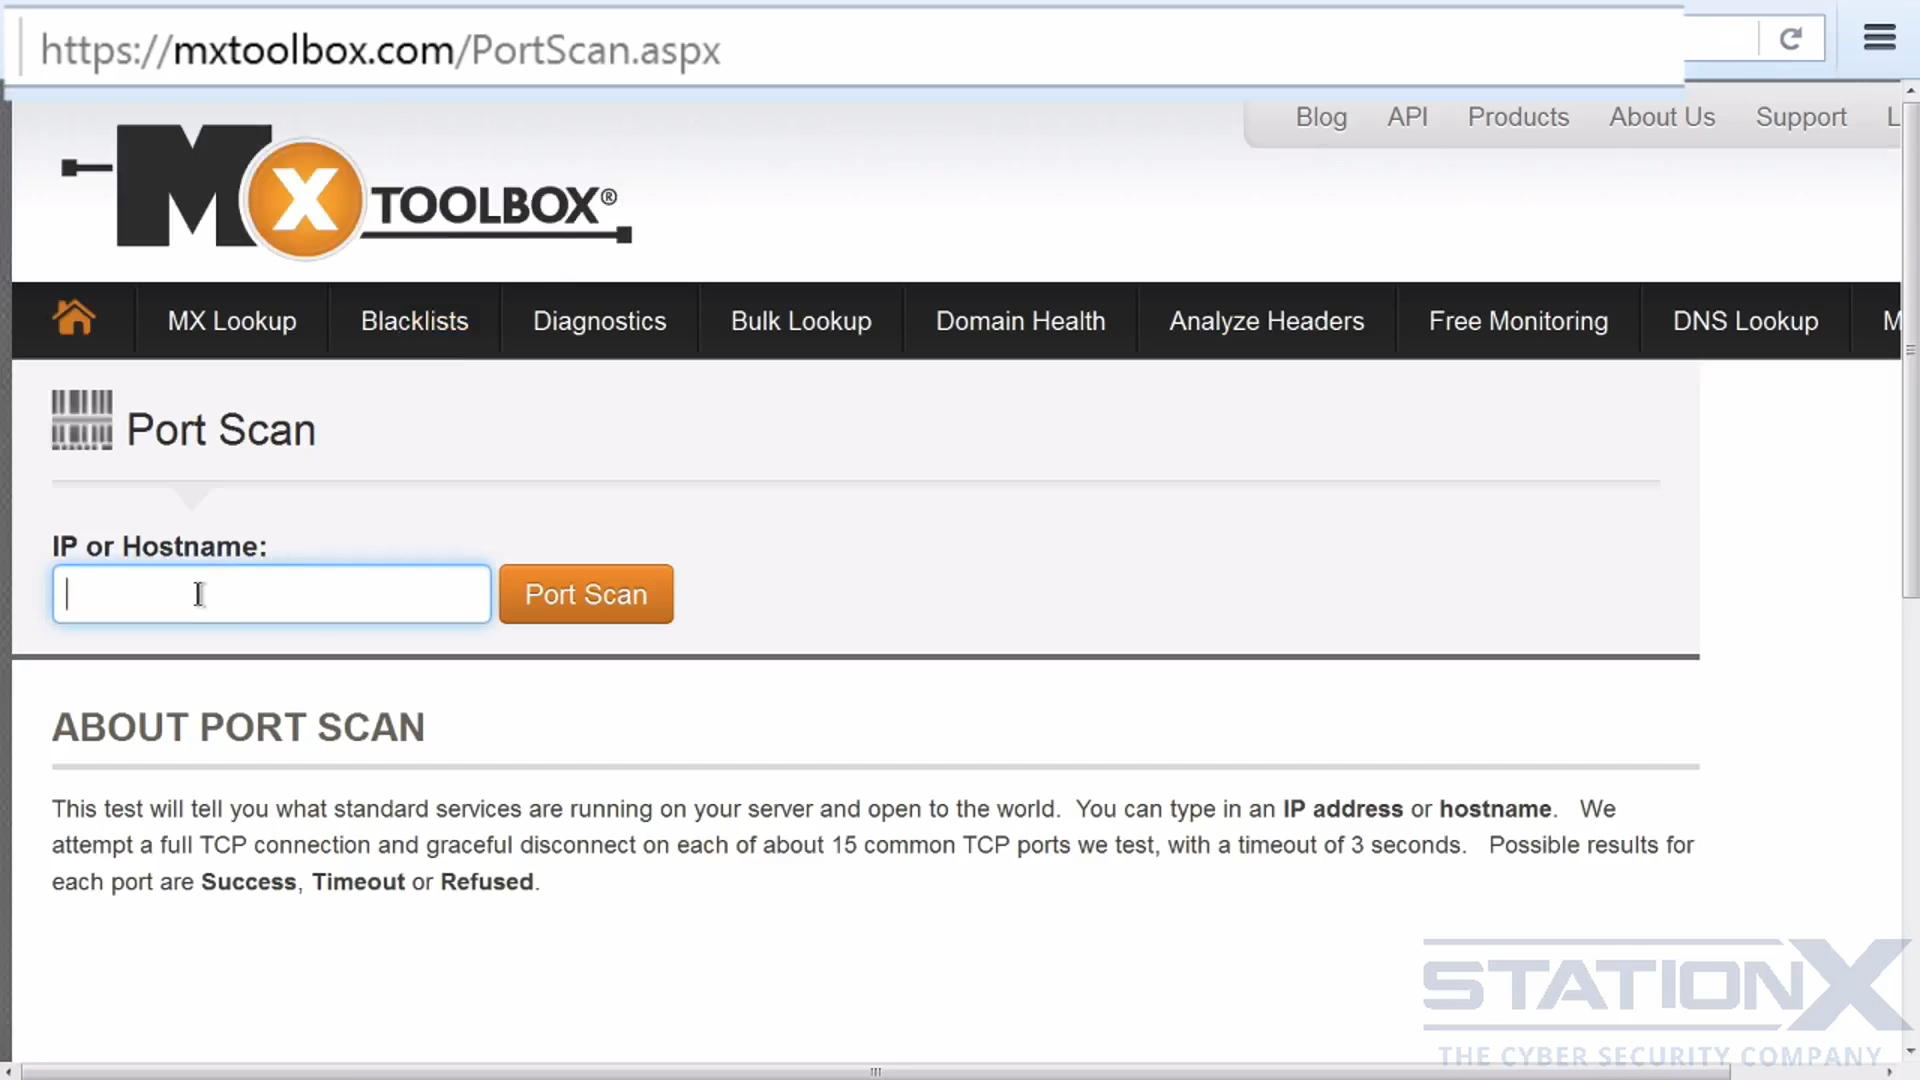 https://mxtoolbox.com/PortScan.aspx
Blog API Products About Us Support L
MX TOOLBOX®
MX Lookup Blacklists Diagnostics Bulk Lookup Domain Health Analyze Headers Free Monitoring DNS Lookup M
Port Scan
IP or Hostname:
Port Scan
ABOUT PORT SCAN
This test will tell you what standard services are running on your server and open to the world. You can type in an IP address or hostname. We
attempt a full TCP connection and graceful disconnect on each of about 15 common TCP ports we test, with a timeout of 3 seconds. Possible results for
each port are Success, Timeout or Refused.
STATIONX
THE CYBER SECURITY COMPANY